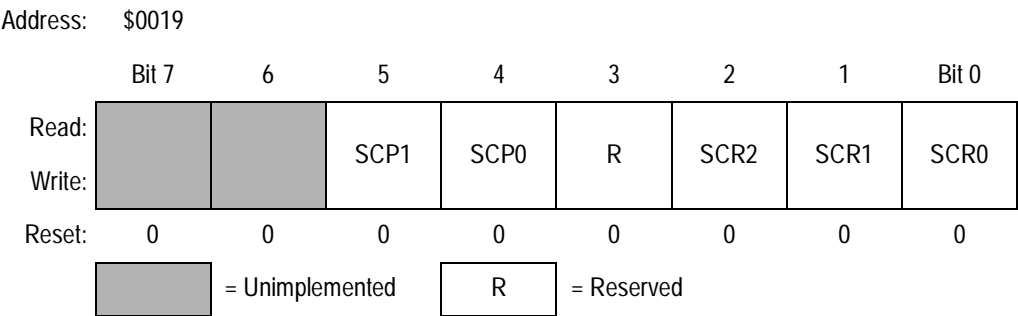 Address: $0019
Bit 7 6 5 4 3 2 1 Bit 0
Read:
SCP1 SCP0 R SCR2 SCR1 SCR0
Write:
Reset: 0 0 0 0 0 0 0 0
= Unimplemented R = Reserved